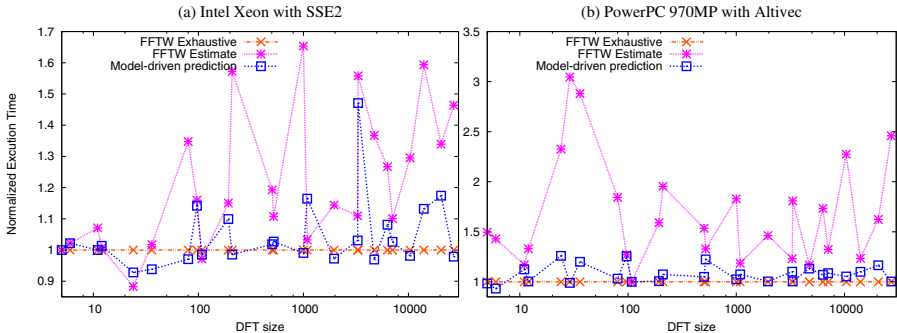 (a) Intel Xeon with SSE2
1.7
1.6
1.5
1.4
1.3
1.2
1.1
1
0.9
Normalized Excution Time
FFTW Exhaustive
FFTW Estimate
Model-driven prediction
10
100
1000
10000
DFT size
(b) PowerPC 970MP with Altivec
3.5
3
2.5
2
1.5
1
FFTW Exhaustive
FFTW Estimate
Model-driven prediction
10
100
1000
10000
DFT size